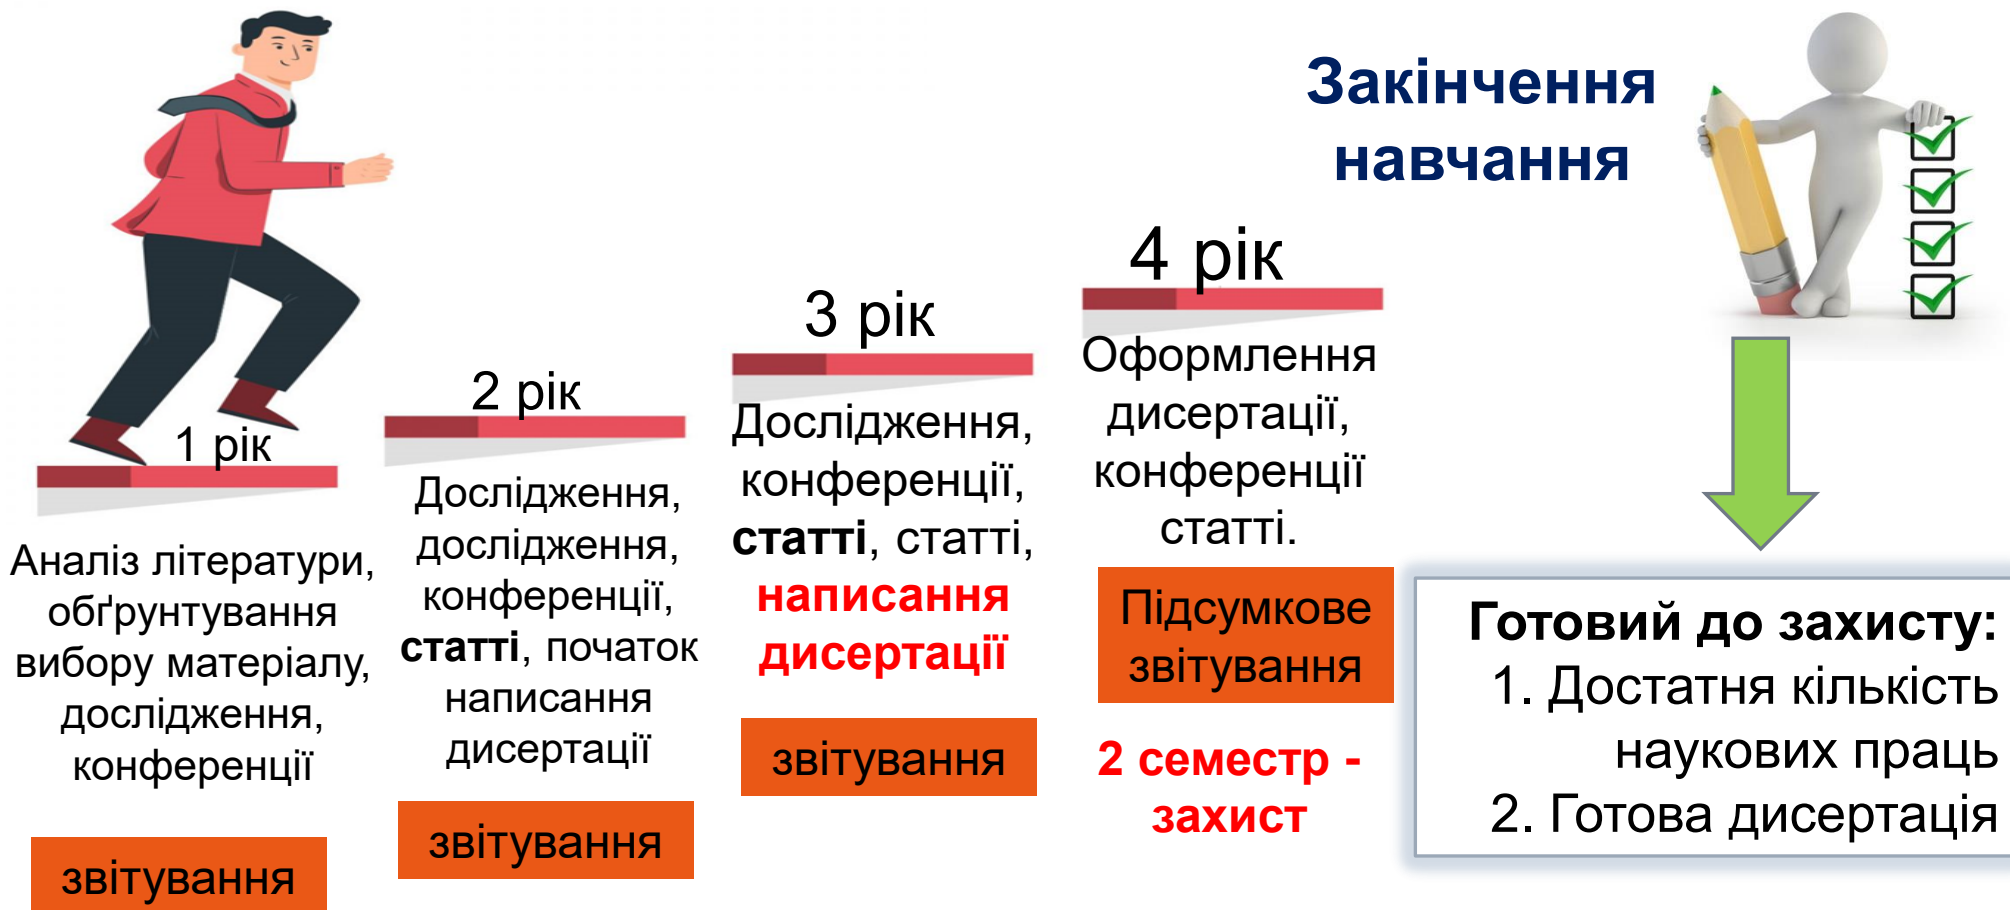 1 рік
Аналіз літератури,
обґрунтування
вибору матеріалу,
дослідження,
конференції
звітування
2 рік
Дослідження,
дослідження,
конференції,
статті, початок
написання
дисертації
звітування
3 рік
Дослідження,
конференції,
статті, статті,
написання
дисертації
звітування
4 рік
Оформлення
дисертації,
конференції
статті.
Підсумкове
звітування
2 семестр -
захист
Закінчення
навчання
Готовий до захисту:
1. Достатня кількість
наукових праць
2. Готова дисертація